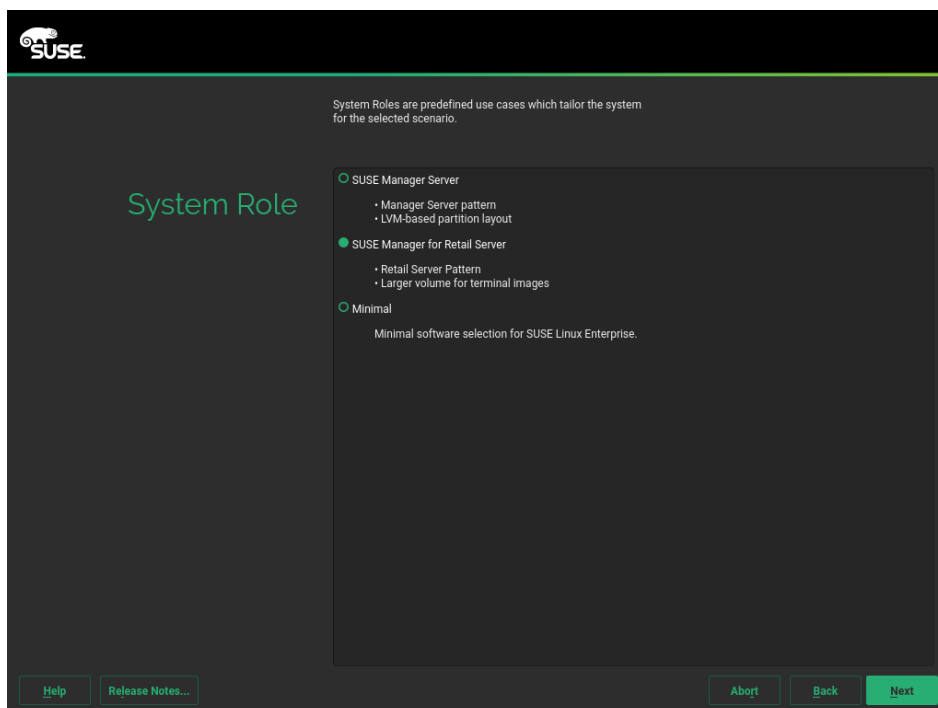 SUSE.
System Roles are predefined use cases which tailor the system
for the selected scenario.
System Role
SUSE Manager Server
• Manager Server pattern
• LVM-based partition layout
SUSE Manager for Retail Server
• Retail Server Pattern
• Larger volume for terminal images
Minimal
Minimal software selection for SUSE Linux Enterprise.
Help
Release Notes...
Abort
Back
Next